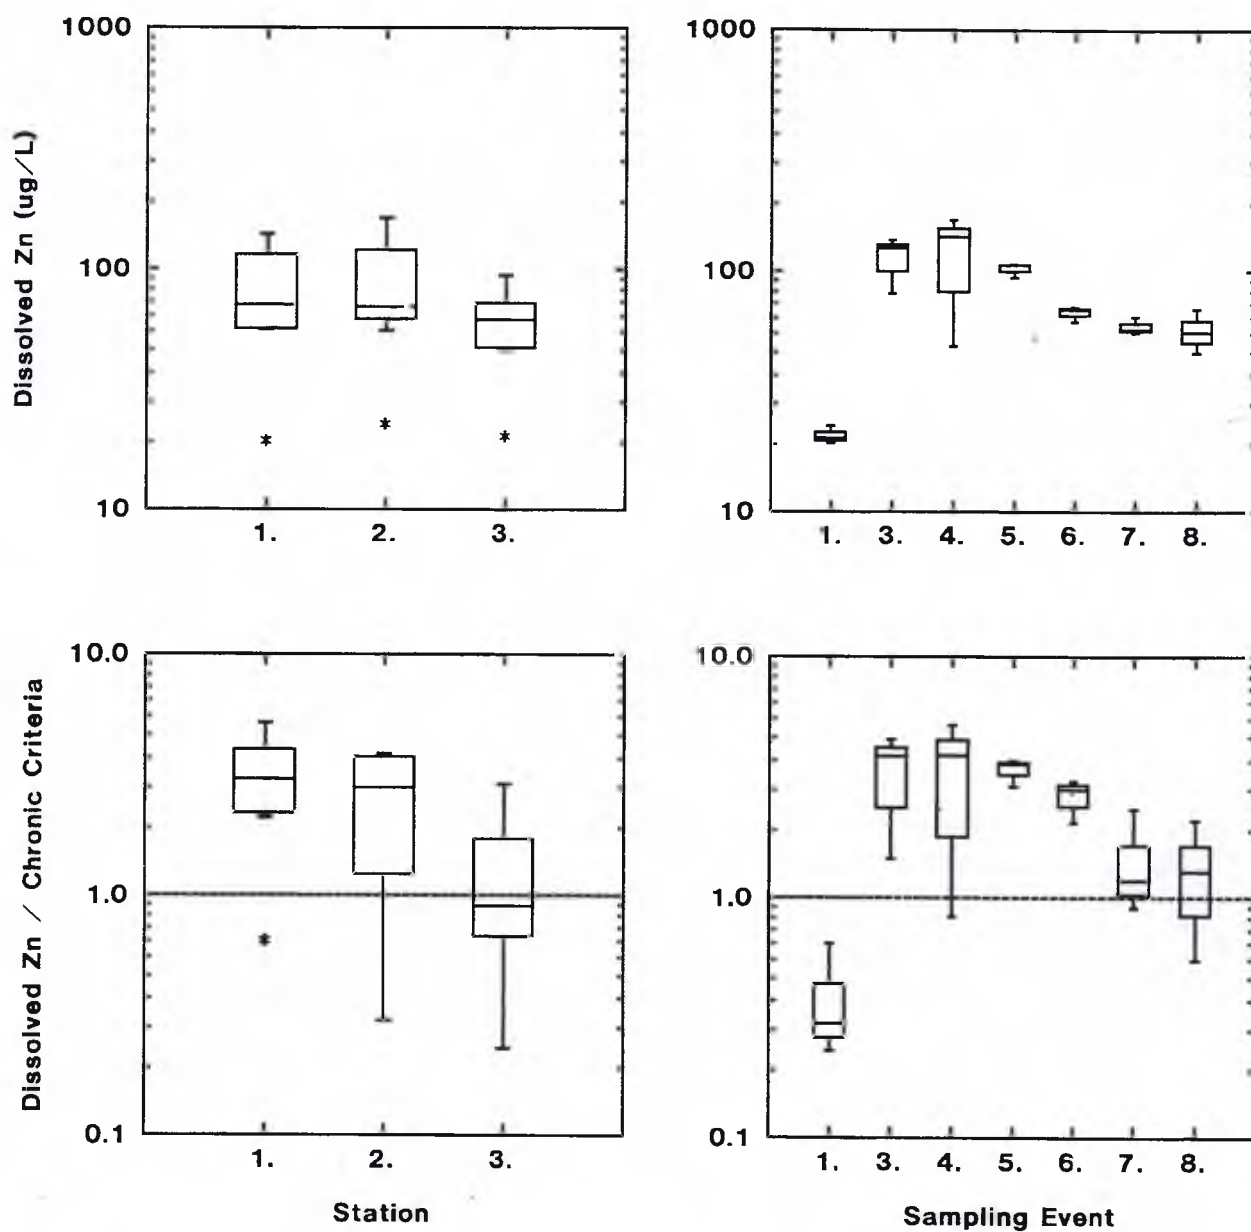 Dissolved Zn (ug/L)
1000
100
10
1. 2. 3.
1000
100
10
1. 3. 4. 5. 6. 7. 8.
Dissolved Zn / Chronic Criteria
10.0
1.0
0.1
1. 2. 3.
Station
10.0
1.0
0.1
1. 3. 4. 5. 6. 7. 8.
Sampling Event